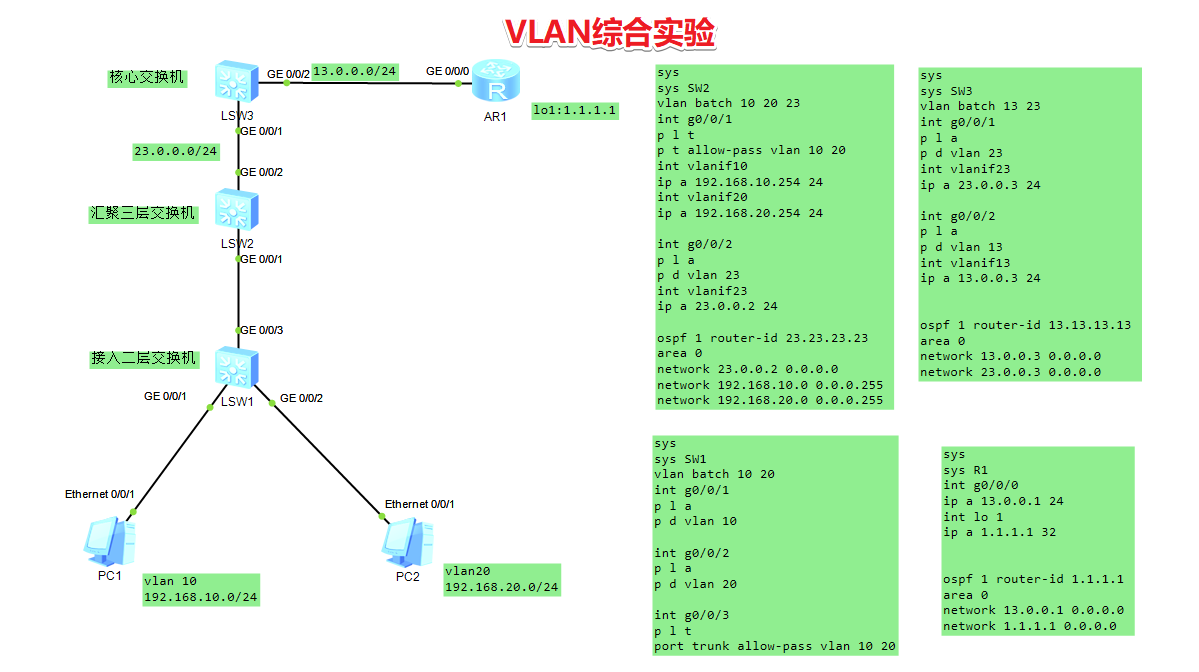 VLAN综合实验
核心交换机
GE 0/0/2
13.0.0.0/24
GE 0/0/0
R
LSW3
AR1
lo1:1.1.1.1
GE 0/0/1
23.0.0.0/24
GE 0/0/2
汇聚三层交换机
LSW2
GE 0/0/1
GE 0/0/3
接入二层交换机
GE 0/0/1
LSW1
GE 0/0/2
Ethernet 0/0/1
Ethernet 0/0/1
PC1
vlan 10
192.168.10.0/24
PC2
vlan20
192.168.20.0/24
sys
sys SW2
vlan batch 10 20 23
int g0/0/1
p l t
p t allow-pass vlan 10 20
int vlanif10
ip a 192.168.10.254 24
int vlanif20
ip a 192.168.20.254 24
int g0/0/2
p l a
p d vlan 23
int vlanif23
ip a 23.0.0.2 24
ospf 1 router-id 23.23.23.23
area 0
network 23.0.0.2 0.0.0.0
network 192.168.10.0 0.0.0.255
network 192.168.20.0 0.0.0.255
sys
sys SW3
vlan batch 13 23
int g0/0/1
p l a
p d vlan 23
int vlanif23
ip a 23.0.0.3 24
int g0/0/2
p l a
p d vlan 13
int vlanif13
ip a 13.0.0.3 24
ospf 1 router-id 13.13.13.13
area 0
network 13.0.0.3 0.0.0.0
network 23.0.0.3 0.0.0.0
sys
sys SW1
vlan batch 10 20
int g0/0/1
p l a
p d vlan 10
int g0/0/2
p l a
p d vlan 20
int g0/0/3
p l t
port trunk allow-pass vlan 10 20
sys
sys R1
int g0/0/0
ip a 13.0.0.1 24
int lo 1
ip a 1.1.1.1 32
ospf 1 router-id 1.1.1.1
area 0
network 13.0.0.1 0.0.0.0
network 1.1.1.1 0.0.0.0